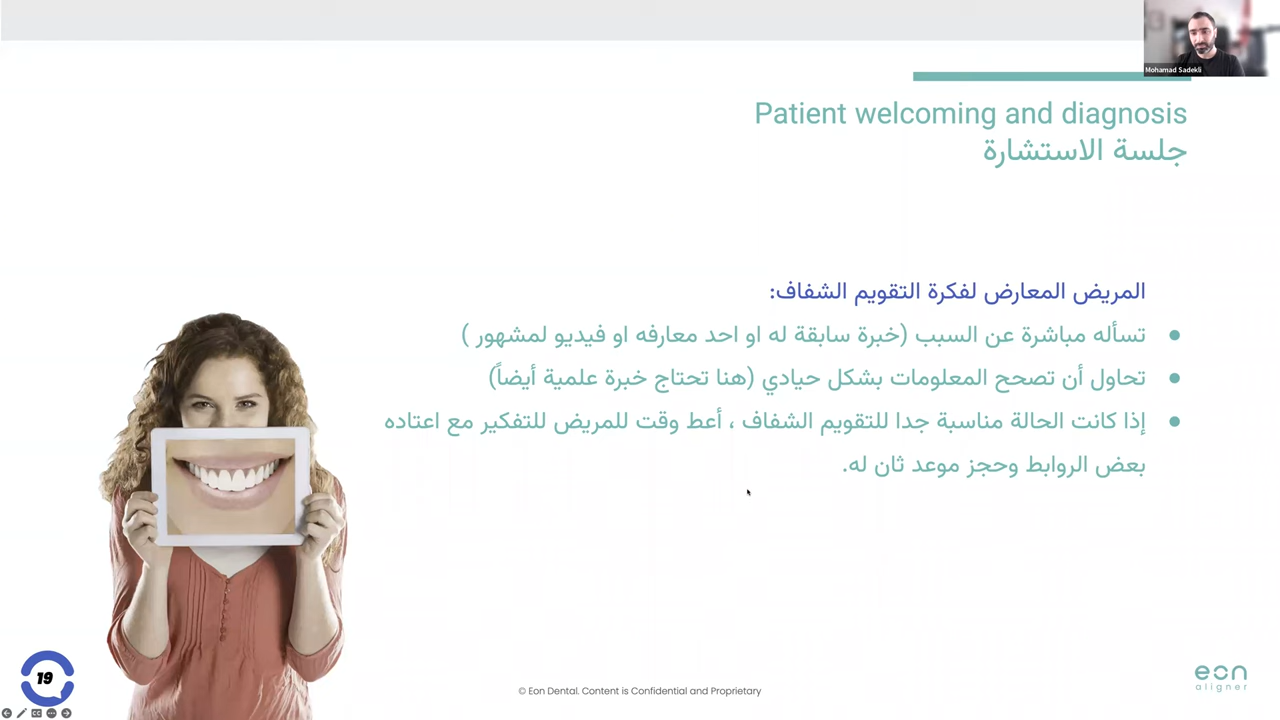 Mohamad Sadekli
Patient welcoming and diagnosis
جلسة الاستشارة
المريض المعارض لفكرة التقويم الشفاف:
● تسأله مباشرة عن السبب (خبرة سابقة له او احد معارفه او فيديو لمشهور )
● تحاول أن تصحح المعلومات بشكل حيادي (هنا تحتاج خبرة علمية أيضاً)
● إذا كانت الحالة مناسبة جدا للتقويم الشفاف ، أعط وقت للمريض للتفكير مع اعتاده
بعض الروابط وحجز موعد ثان له.
19
© Eon Dental. Content is Confidential and Proprietary
eon
aligner